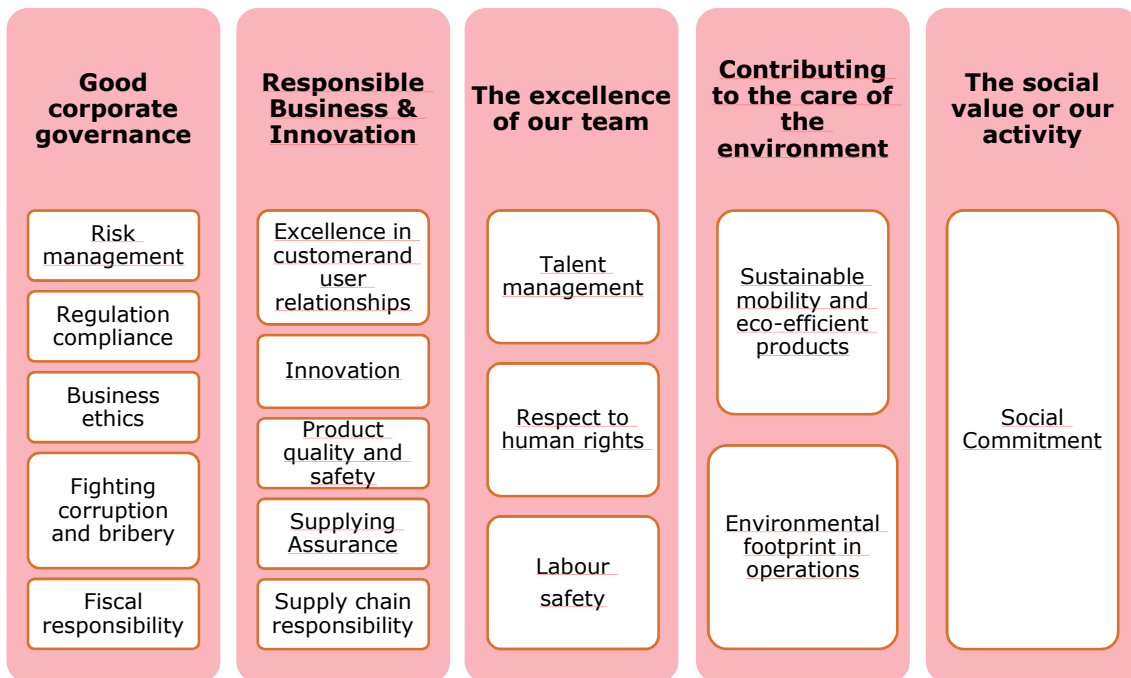 Good
corporate
governance
Risk
management
Regulation
compliance
Business
ethics
Fighting
corruption
and bribery
Fiscal
responsibility
Responsible
Business &
Innovation
Excellence in
customerand
user
relationships
Innovation
Product
quality and
safety
Supplying
Assurance
Supply chain
responsibility
The excellence
of our team
Talent
management
Respect to
human rights
Labour
safety
Contributing
to the care of
the
environment
Sustainable
mobility and
eco-efficient
products
Environmental
footprint in
operations
The social
value or our
activity
Social
Commitment